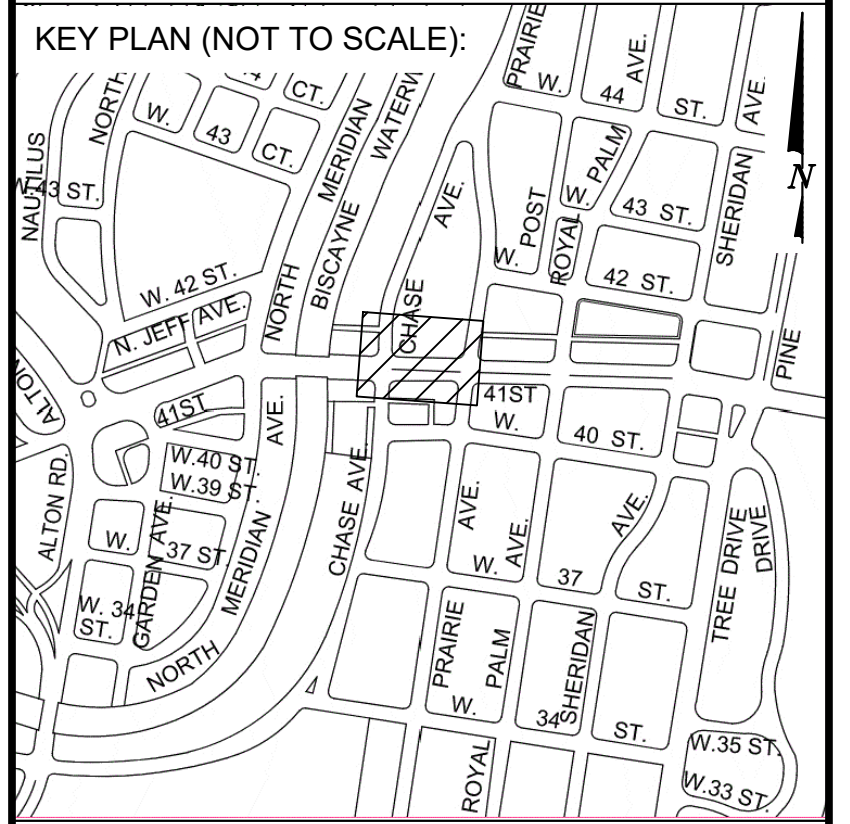 KEY PLAN (NOT TO SCALE):
PRAIRIE
AVE.
W. 44 ST.
AVE.
NORTH
W. 43 CT.
CT.
MERIDIAN
WATERW
N
NAUTILUS
W.43 ST.
AVE.
PALM
W. 43 ST.
SHERIDAN
POST
ROYAL
BISCAYNE
NORTH
W. 42 ST.
W. 42 ST.
CHASE
N. JEFF AVE.
PINE
ALTON
41ST
AVE.
41ST
W. 40 ST.
W.40 ST.
W.39 ST.
CHASE AVE.
ALTON RD.
GARDEN AVE.
MERIDIAN
AVE.
AVE.
AVE.
TREE DRIVE
DRIVE
W. 37 ST.
W. 37 ST.
W. 34
ST.
NORTH
PRAIRIE
PALM
SHERIDAN
W. 34 ST.
ROYAL
W.35 ST.
W.33 ST.